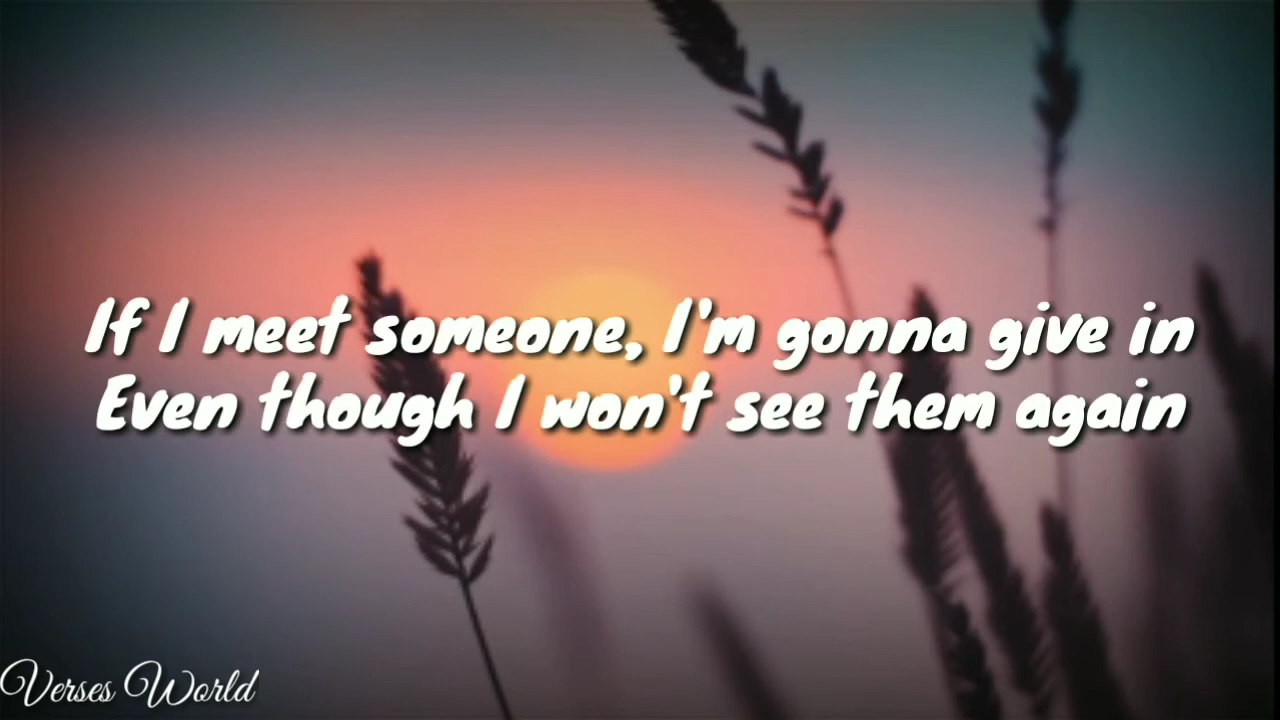 If I meet someone, I'm gonna give in
Even though I won't see them again
Verses World